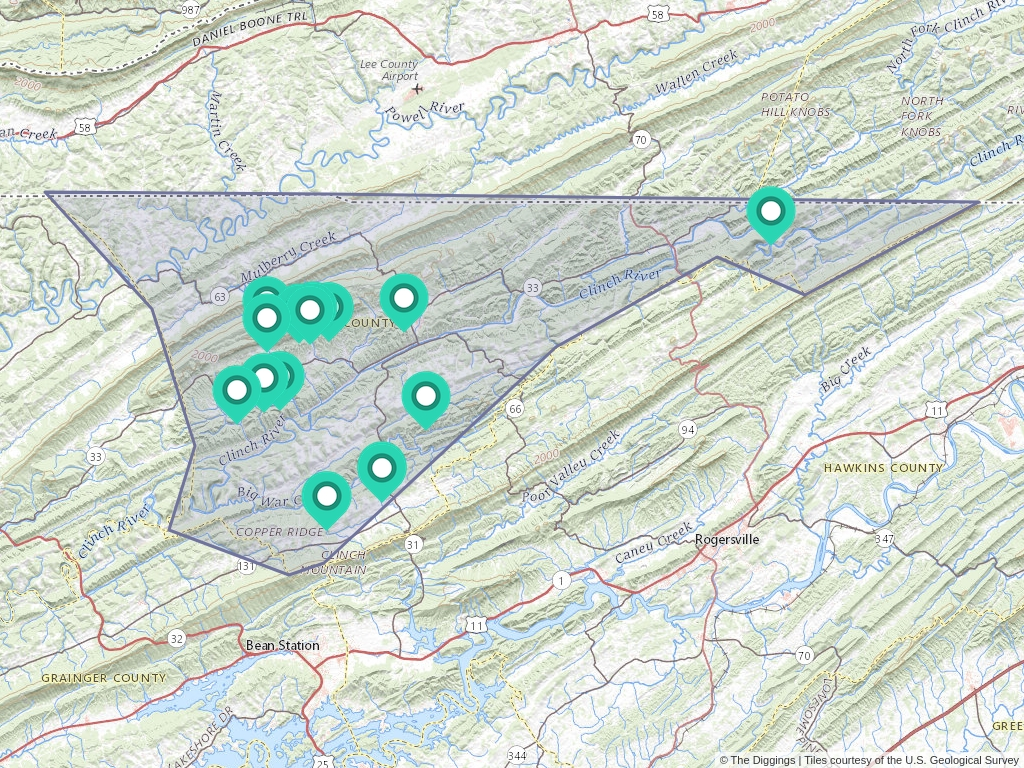 987
DANIEL BOONE TRL
58
Lee County
Airport
2000
North Fork Clinch Riv
2000
Wallen Creek
POTATO
HILL KNOBS
NORTH
FORK
KNOBS
Powell River
58
an Creek
Martin Creek
70
Clinch R
Mulberry Creek
63
33
Clinch River
COUNTY
2000
Big Creek
66
11
94
Clinch River
33
2000
HAWKINS COUNTY
Poor Valley Creek
Big War C
Clinch River
COPPER RIDGE
31
Caney Creek
Rogersville
347
CLINCH
MOUNTAIN
131
1
11
32
Bean Station
70
GRAINGER COUNTY
LAKESHORE DR
GREE
344
25
© The Diggings | Tiles courtesy of the U.S. Geological Survey